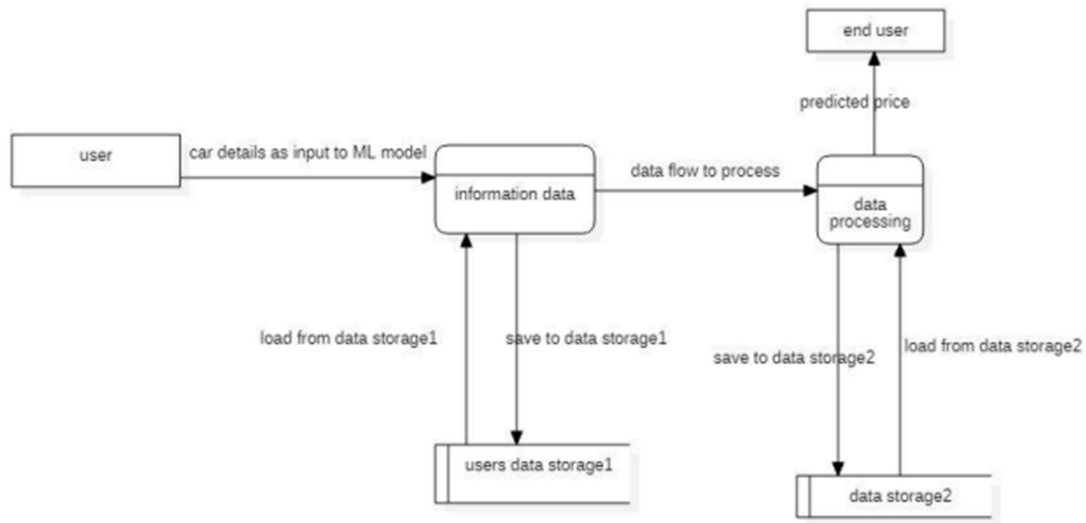 end user
predicted price
user
car details as input to ML model
information data
data flow to process
data
processing
load from data storage1
save to data storage1
save to data storage2
load from data storage2
users data storage1
data storage2